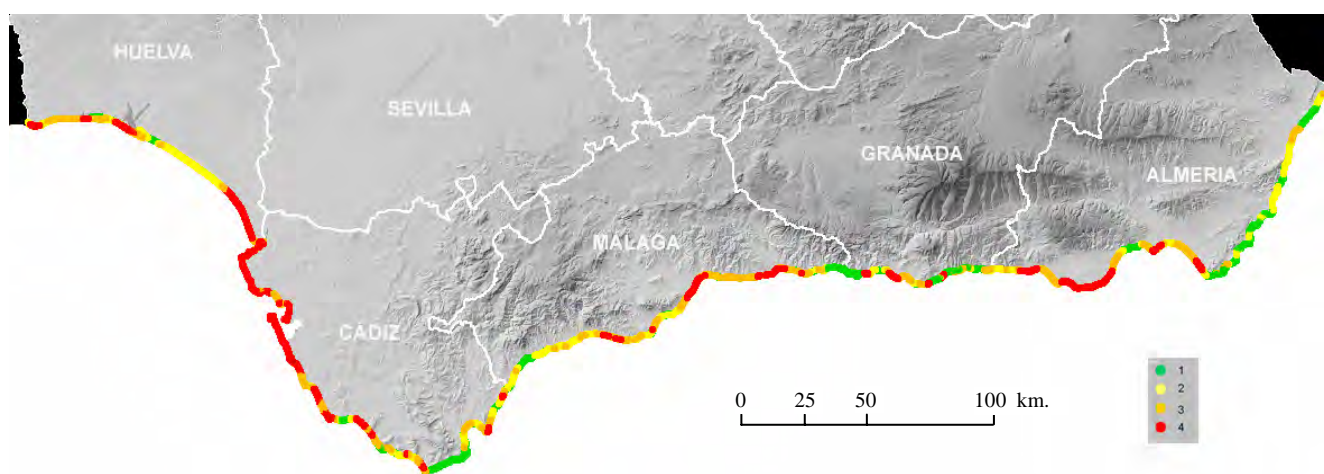 HUELVA
SEVILLA
GRANADA
ALMERIA
MALAGA
CADIZ
0 25 50 100 km.
1
2
3
4